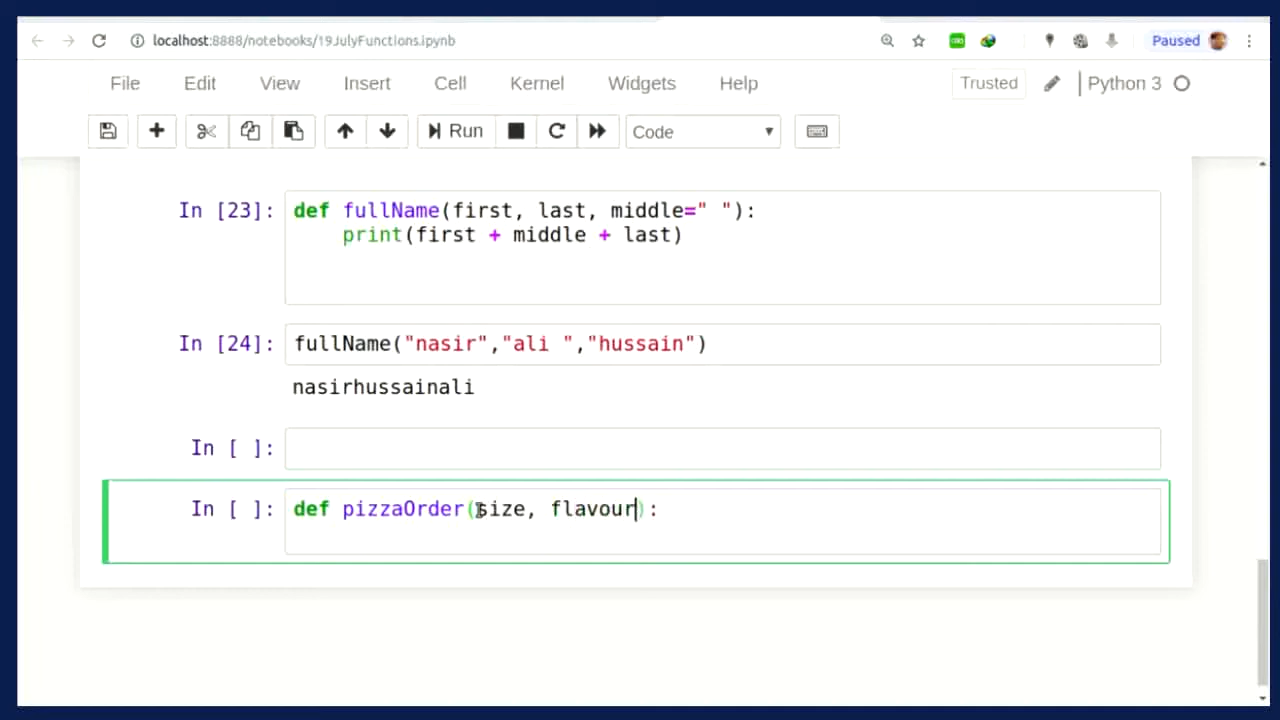 localhost:8888/notebooks/19JulyFunctions.ipynb
Paused
File Edit View Insert Cell Kernel Widgets Help
Trusted
Python 3
Run
Code
In [23]:
def fullName(first, last, middle=" "):
    print(first + middle + last)
In [24]:
fullName("nasir","ali ","hussain")
nasirhussainali
In [ ]:
In [ ]:
def pizzaOrder(size, flavour):